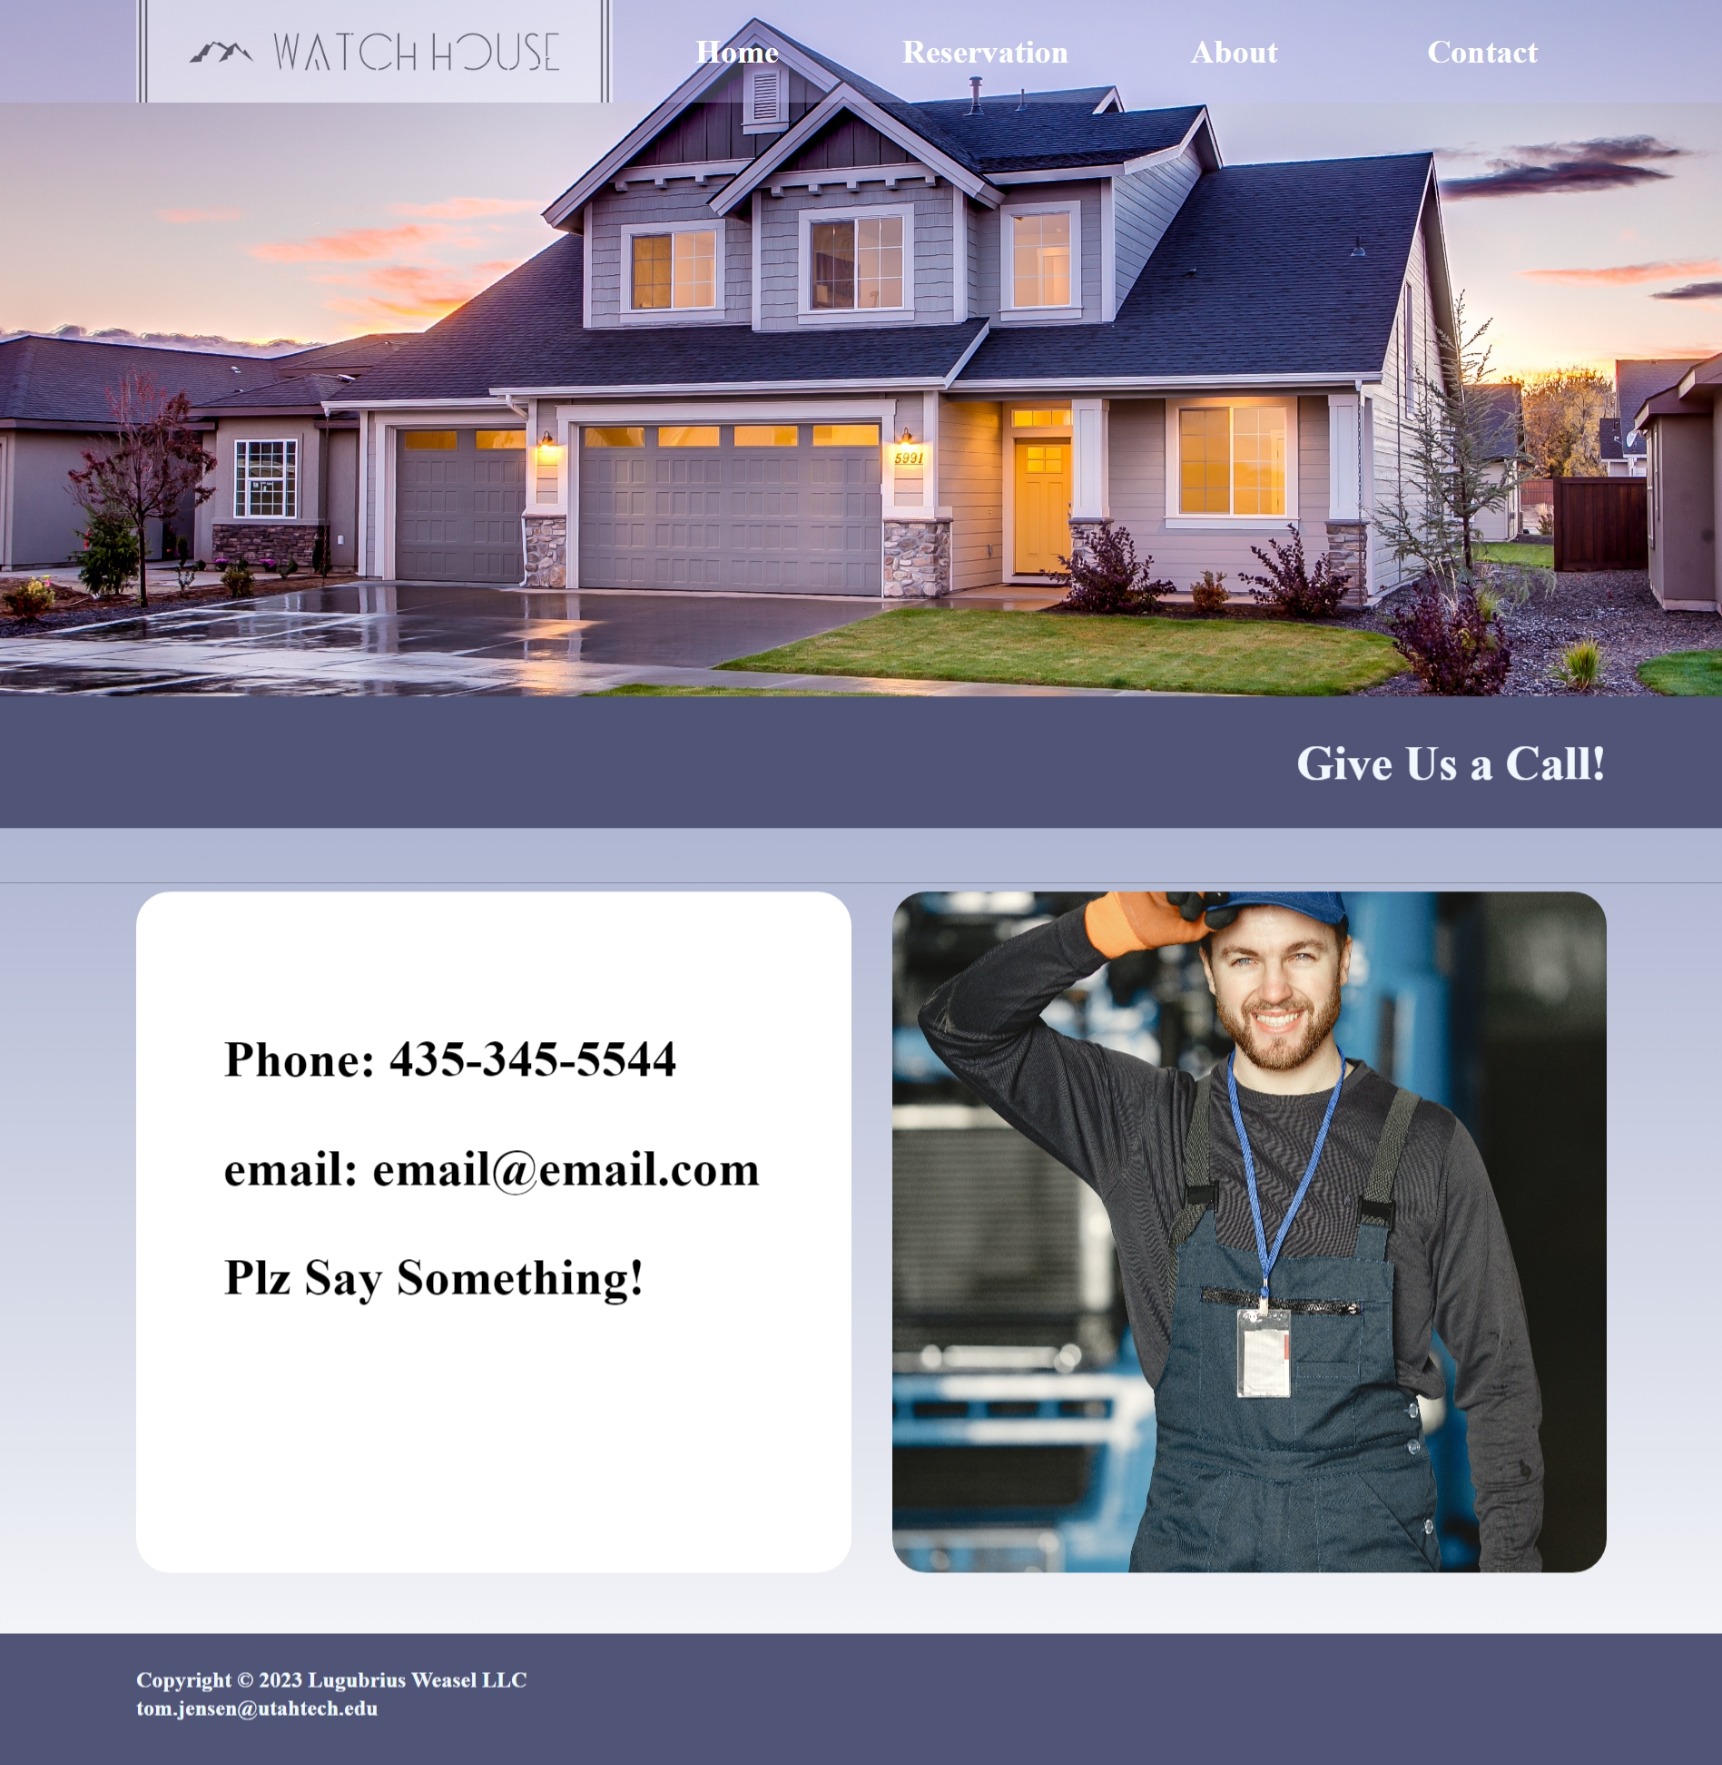 WATCH HOUSE
Home Reservation About Contact
5991
Give Us a Call!
Phone: 435-345-5544
email: email@email.com
Plz Say Something!
Copyright © 2023 Lugubrius Weasel LLC
tom.jensen@utahtech.edu